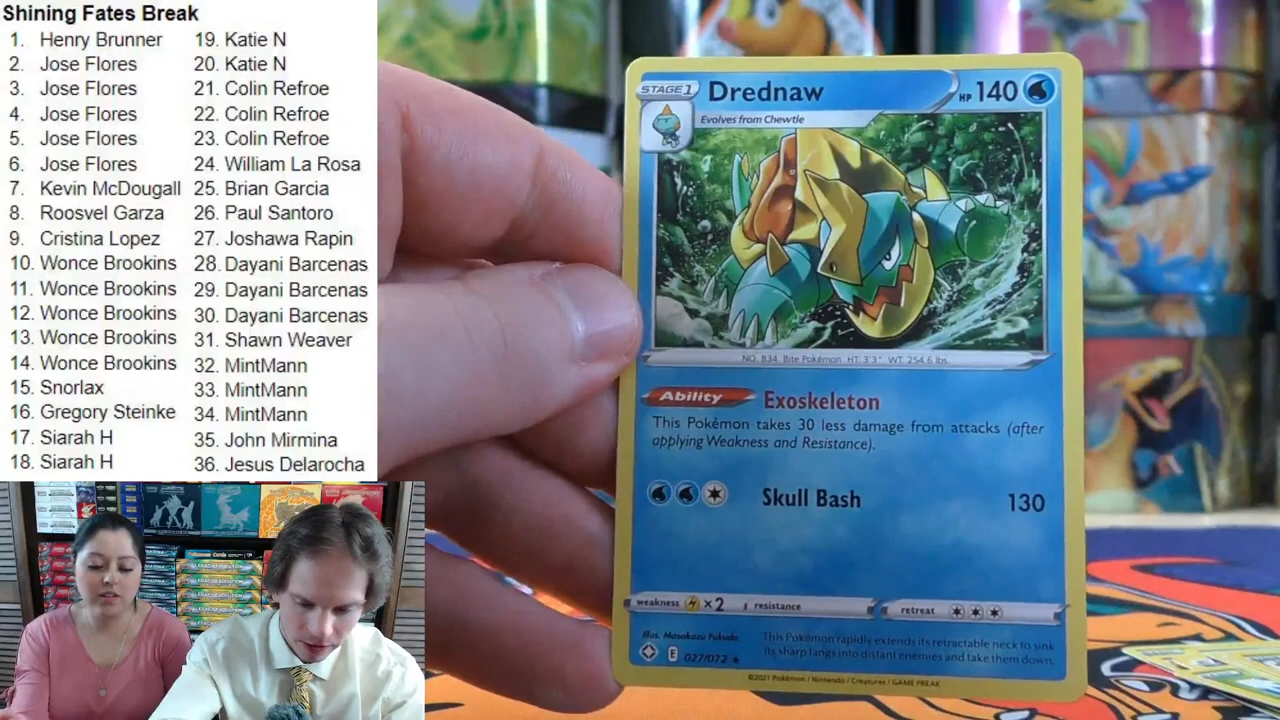 Shining Fates Break
1. Henry Brunner
2. Jose Flores
3. Jose Flores
4. Jose Flores
5. Jose Flores
6. Jose Flores
7. Kevin McDougall
8. Roosvel Garza
9. Cristina Lopez
10. Wonce Brookins
11. Wonce Brookins
12. Wonce Brookins
13. Wonce Brookins
14. Wonce Brookins
15. Snorlax
16. Gregory Steinke
17. Siarah H
18. Siarah H
19. Katie N
20. Katie N
21. Colin Refroe
22. Colin Refroe
23. Colin Refroe
24. William La Rosa
25. Brian Garcia
26. Paul Santoro
27. Joshawa Rapin
28. Dayani Barcenas
29. Dayani Barcenas
30. Dayani Barcenas
31. Shawn Weaver
32. MintMann
33. MintMann
34. MintMann
35. John Mirmina
36. Jesus Delarocha
STAGE 1 Drednaw HP 140
Evolves from Chewtle
NO. 834 Bite Pokémon HT: 3'3" WT: 254.6 lbs.
Ability Exoskeleton
This Pokémon takes 30 less damage from attacks (after
applying Weakness and Resistance).
Skull Bash 130
weakness ×2 resistance retreat
Illus. Masakazu Fukuda
E 027/072 ★
This Pokémon rapidly extends its retractable neck to sink
its sharp fangs into distant enemies and take them down.
©2021 Pokémon / Nintendo / Creatures / GAME FREAK